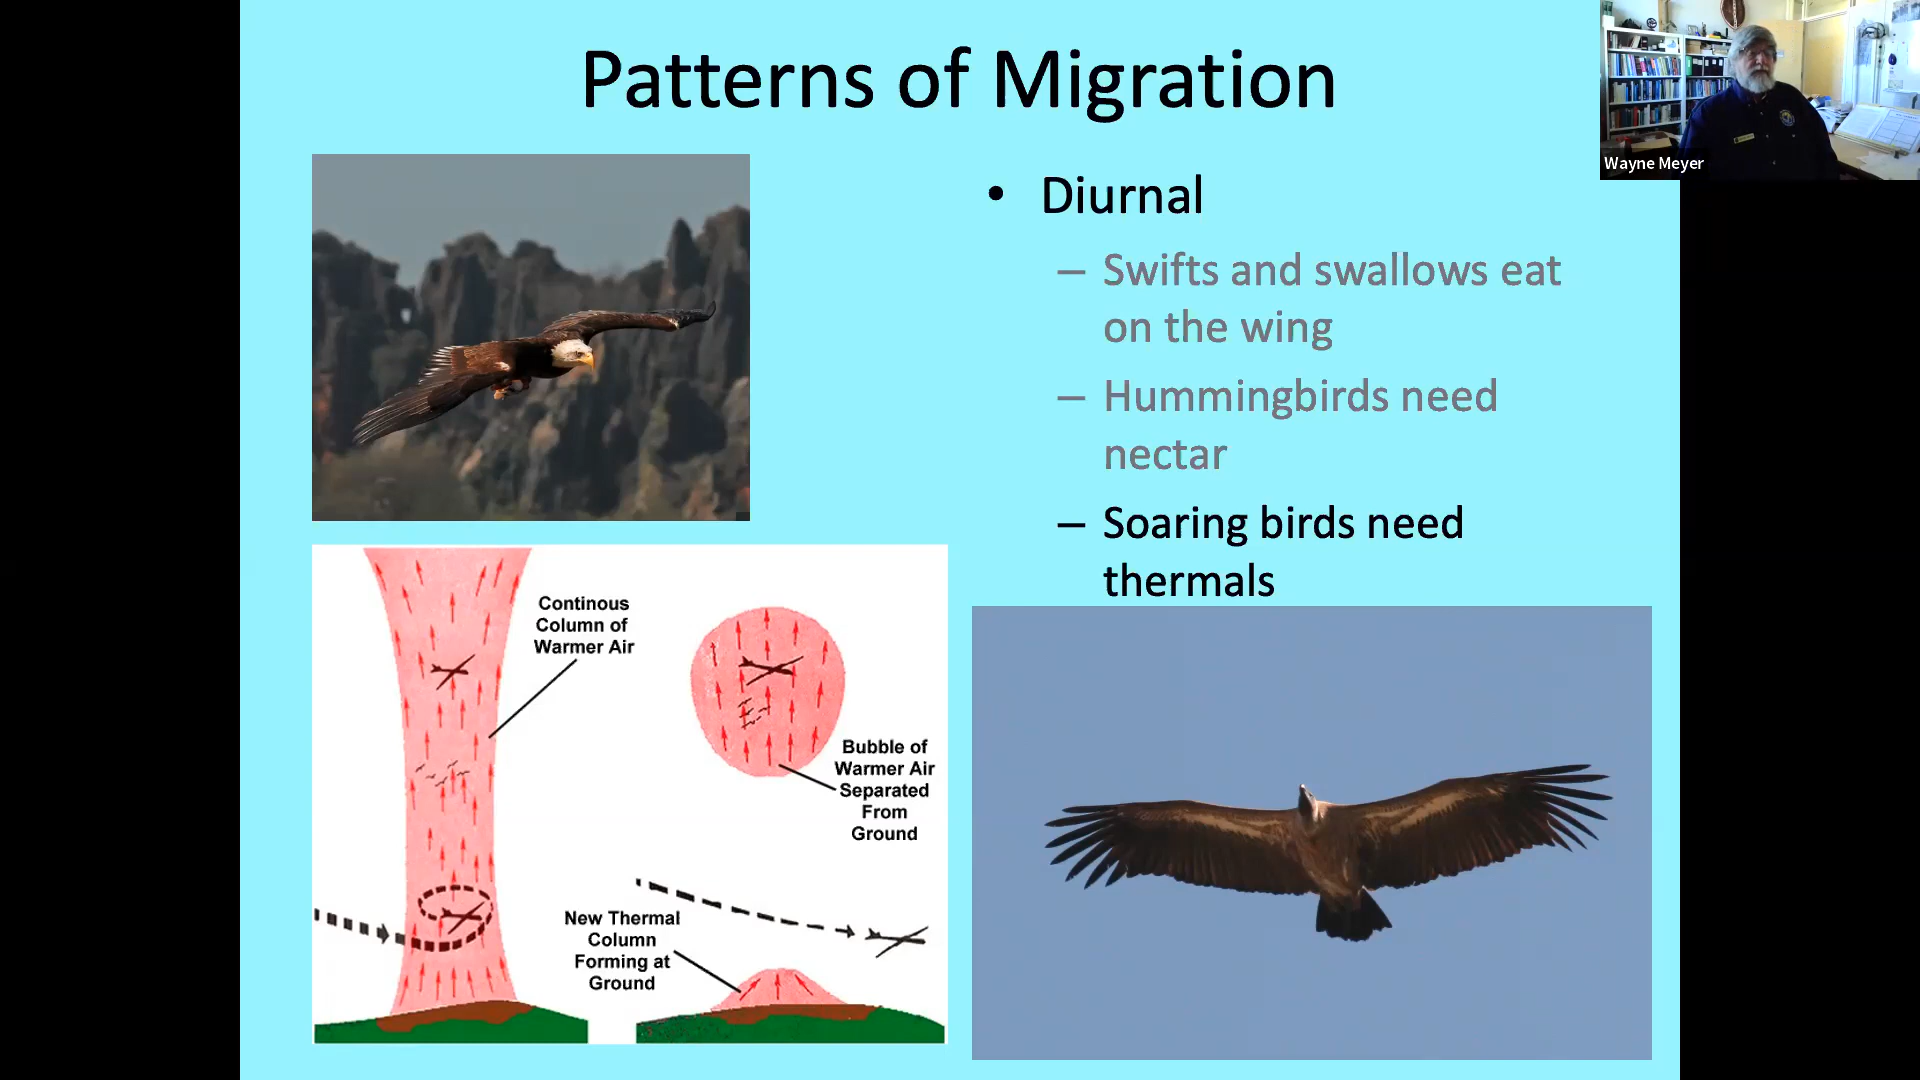 Patterns of Migration
Wayne Meyer
• Diurnal
– Swifts and swallows eat
on the wing
– Hummingbirds need
nectar
– Soaring birds need
thermals
Continous
Column of
Warmer Air
Bubble of
Warmer Air
Separated
From
Ground
New Thermal
Column
Forming at
Ground